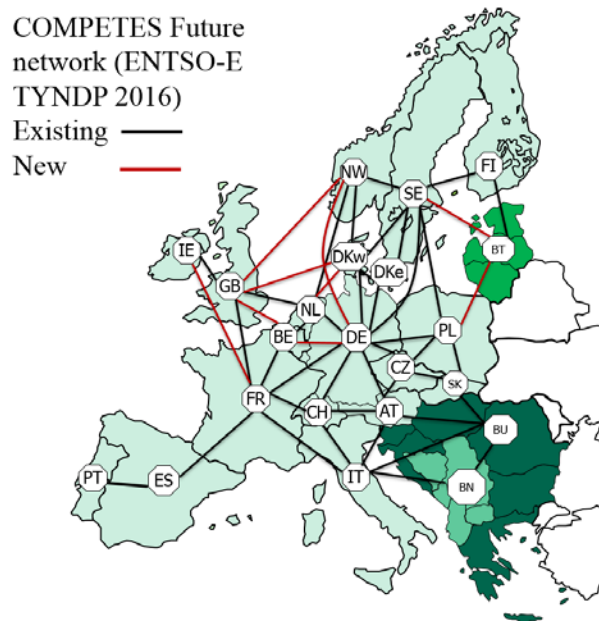 COMPETES Future
network (ENTSO-E
TYNDP 2016)
Existing
New
NW
FI
SE
IE
BT
DKw
DKe
GB
NL
BE
DE
PL
CZ
SK
FR
CH
AT
BU
PT
ES
IT
BN